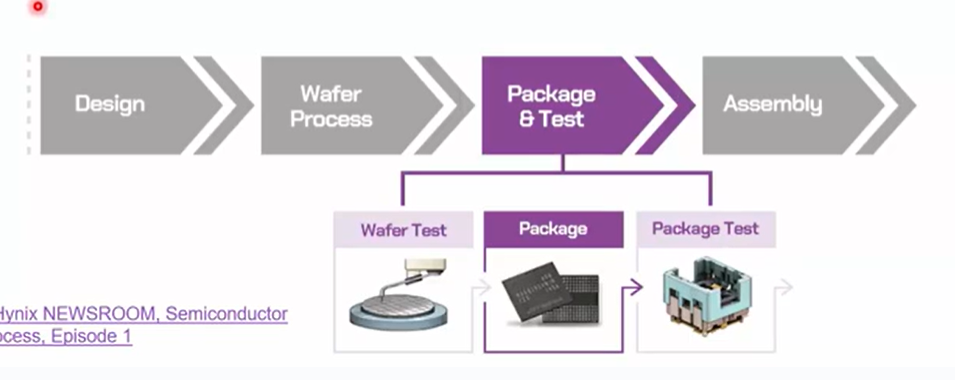 Design
Wafer
Process
Package
& Test
Assembly
Wafer Test
Package
Package Test
Hynix NEWSROOM, Semiconductor
ocess, Episode 1